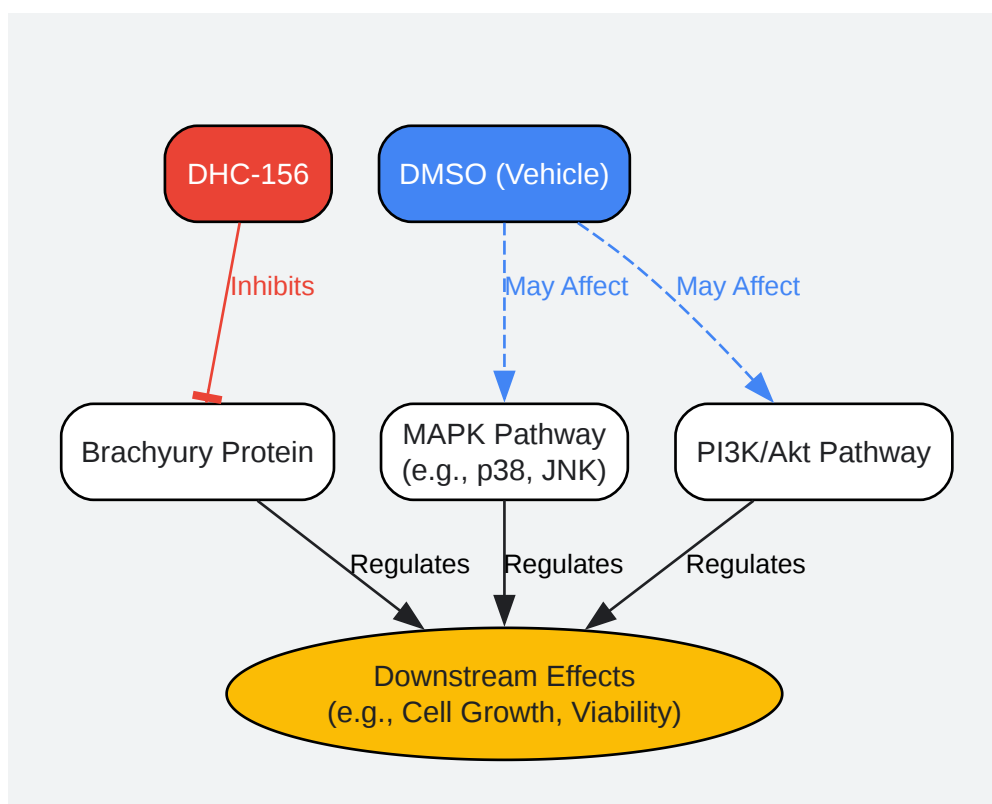 DHC-156
DMSO (Vehicle)
Inhibits
May Affect
May Affect
Brachyury Protein
MAPK Pathway
(e.g., p38, JNK)
PI3K/Akt Pathway
Regulates
Regulates
Regulates
Downstream Effects
(e.g., Cell Growth, Viability)